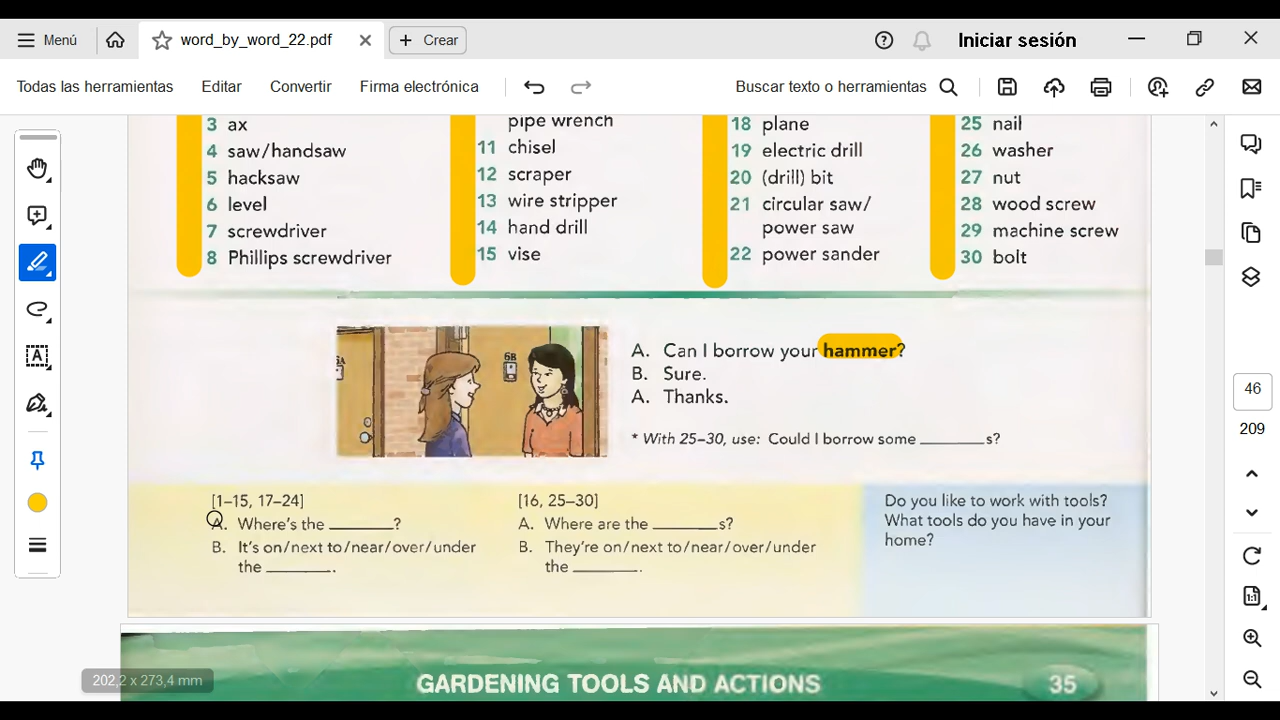 Menú
word_by_word_22.pdf
Crear
Iniciar sesión
Todas las herramientas
Editar
Convertir
Firma electrónica
Buscar texto o herramientas
3 ax
4 saw/handsaw
5 hacksaw
6 level
7 screwdriver
8 Phillips screwdriver
pipe wrench
11 chisel
12 scraper
13 wire stripper
14 hand drill
15 vise
18 plane
19 electric drill
20 (drill) bit
21 circular saw/
power saw
22 power sander
25 nail
26 washer
27 nut
28 wood screw
29 machine screw
30 bolt
6A
6B
A. Can I borrow your hammer?
B. Sure.
A. Thanks.
* With 25–30, use: Could I borrow some ________s?
[1–15, 17–24]
A. Where's the ________?
B. It's on/next to/near/over/under
the ________.
[16, 25–30]
A. Where are the ________s?
B. They're on/next to/near/over/under
the ________.
Do you like to work with tools?
What tools do you have in your
home?
GARDENING TOOLS AND ACTIONS
35
202,2 x 273,4 mm
46
209
1:1